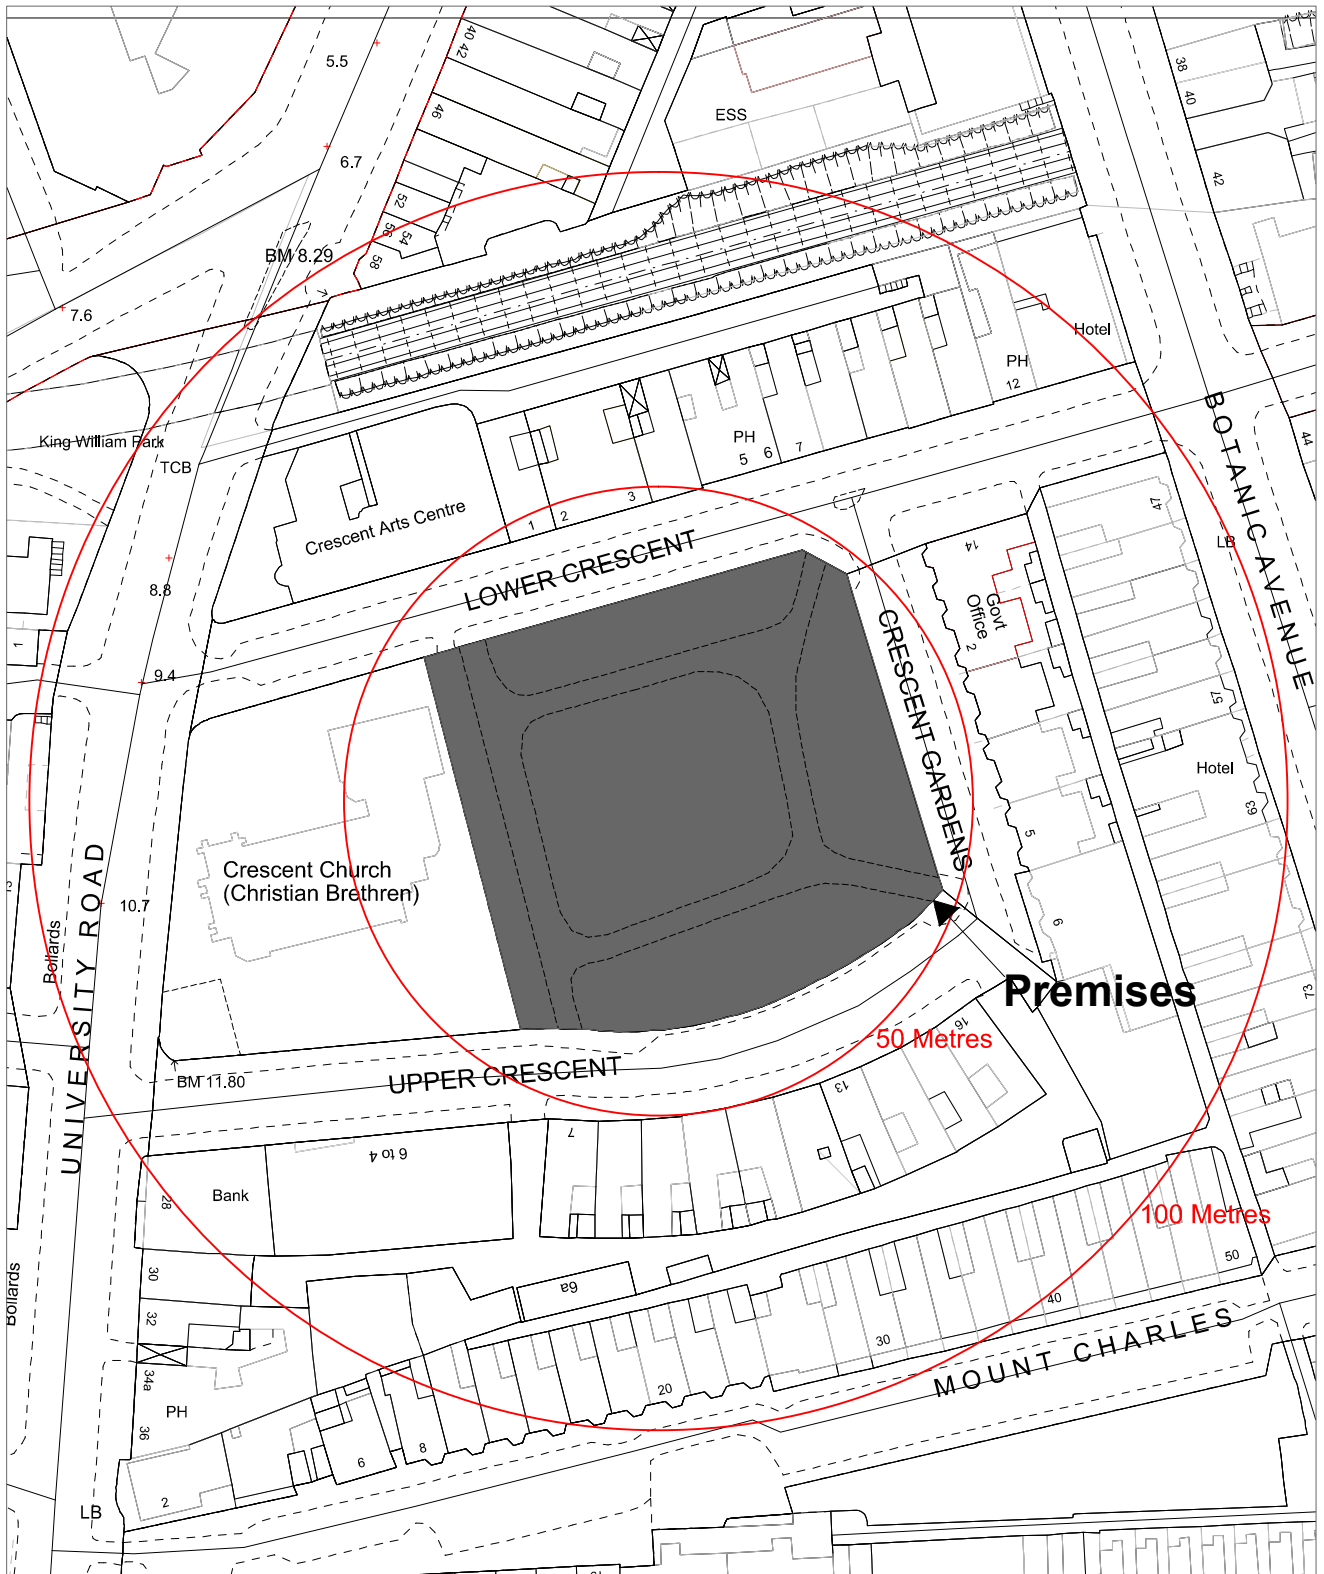 5.5
40 42
46
ESS
38
40
6.7
52
54
56
58
42
BM 8.29
7.6
Hotel
PH
12
King William Park
TCB
44
PH
5
6
7
3
2
1
Crescent Arts Centre
47
LB
BOTANIC AVENUE
LOWER CRESCENT
14
Govt
Office
2
8.8
1
9.4
CRESCENT GARDENS
57
Hotel
63
5
Crescent Church
(Christian Brethren)
10.7
Bollards
UNIVERSITY ROAD
9
Premises
73
50 Metres
16
BM 11.80
UPPER CRESCENT
13
7
6 to 4
Bank
28
100 Metres
50
30
32
Bollards
6a
40
30
MOUNT CHARLES
34a
20
PH
36
8
6
2
LB